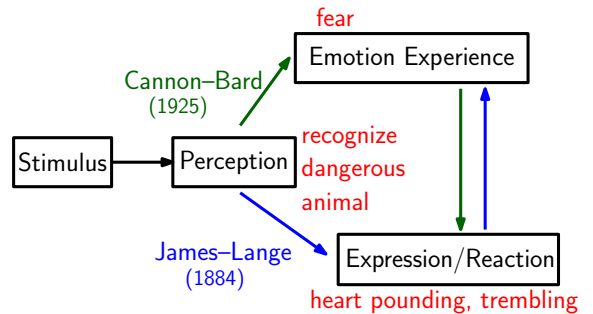 fear
Emotion Experience
Cannon–Bard
(1925)
Stimulus
Perception
recognize
dangerous
animal
James–Lange
(1884)
Expression/Reaction
heart pounding, trembling